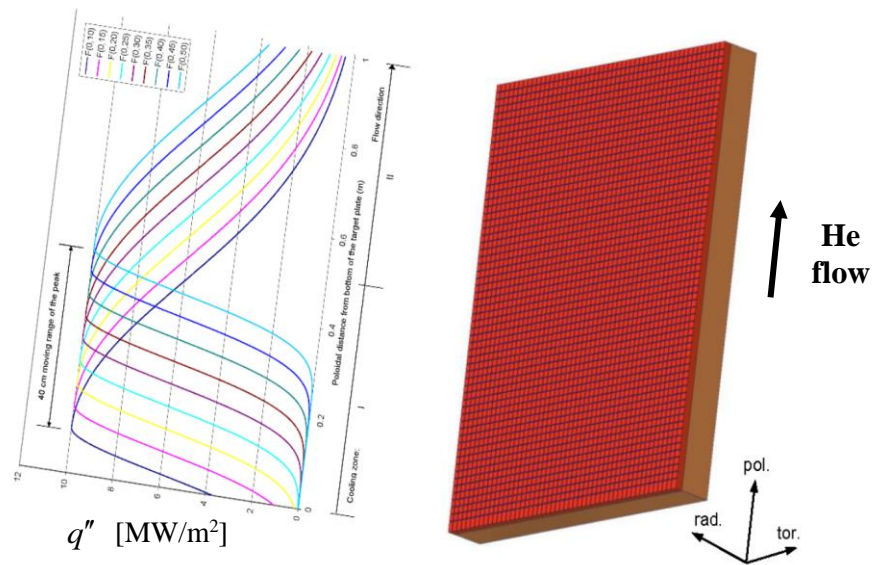 F(0,10)
F(0,15)
F(0,20)
F(0,25)
F(0,30)
F(0,35)
F(0,40)
F(0,45)
F(0,50)
40 cm moving range of the peak
12
10
8
6
4
2
0
0
0.2
0.4
0.6
0.8
1
Poloidal distance from bottom of the target plate (m)
Cooling zone:
I
II
Flow direction
q" [MW/m²]
He
flow
pol.
rad.
tor.